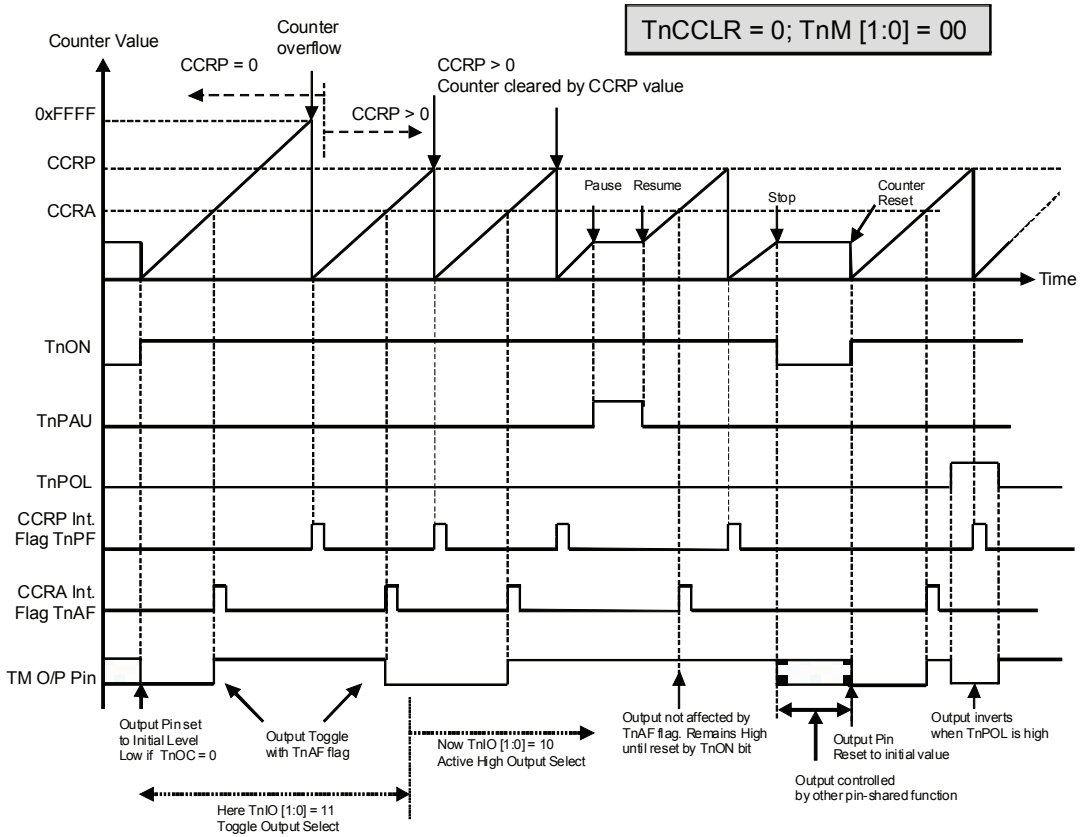 TnCCLR = 0; TnM [1:0] = 00
Counter Value
Counter
overflow
CCRP = 0
CCRP > 0
CCRP > 0
Counter cleared by CCRP value
0xFFFF
CCRP
CCRA
Pause
Resume
Stop
Counter
Reset
Time
TnON
TnPAU
TnPOL
CCRP Int.
Flag TnPF
CCRA Int.
Flag TnAF
TM O/P Pin
Output Pin set
to Initial Level
Low if TnOC = 0
Output Toggle
with TnAF flag
Now TnIO [1:0] = 10
Active High Output Select
Here TnIO [1:0] = 11
Toggle Output Select
Output not affected by
TnAF flag. Remains High
until reset by TnON bit
Output Pin
Reset to initial value
Output controlled
by other pin-shared function
Output inverts
when TnPOL is high